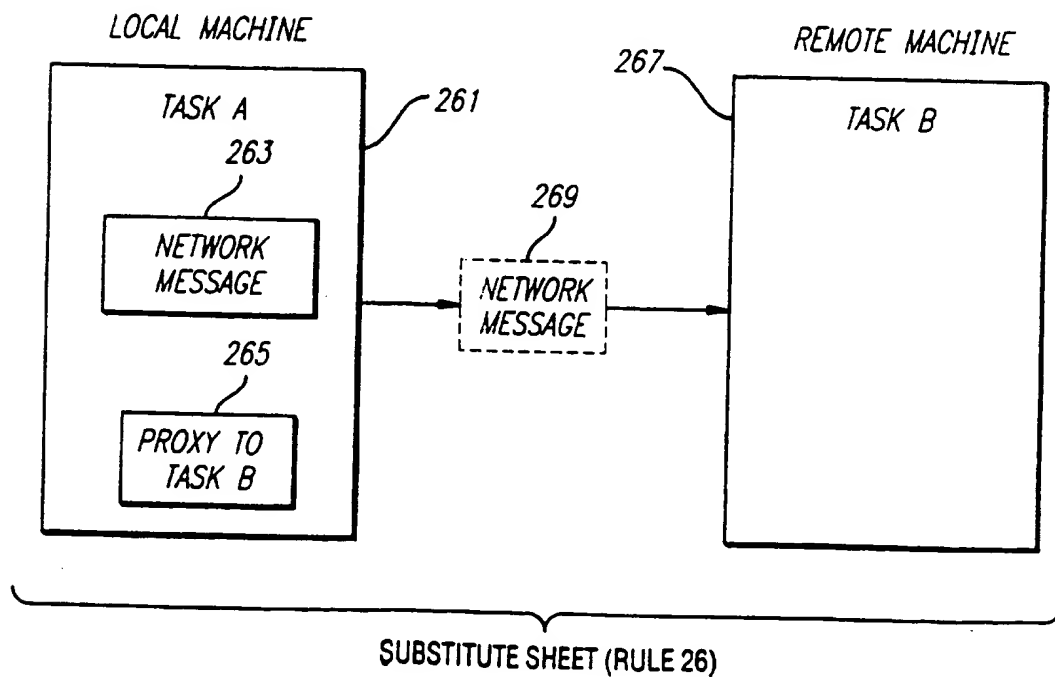 LOCAL MACHINE
REMOTE MACHINE
TASK A
261
263
NETWORK
MESSAGE
265
PROXY TO
TASK B
269
NETWORK
MESSAGE
267
TASK B
SUBSTITUTE SHEET (RULE 26)